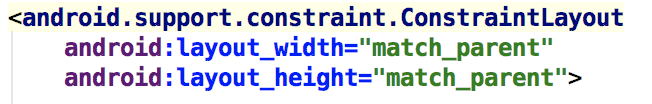 <android.support.constraint.ConstraintLayout
    android:layout_width="match_parent"
    android:layout_height="match_parent">